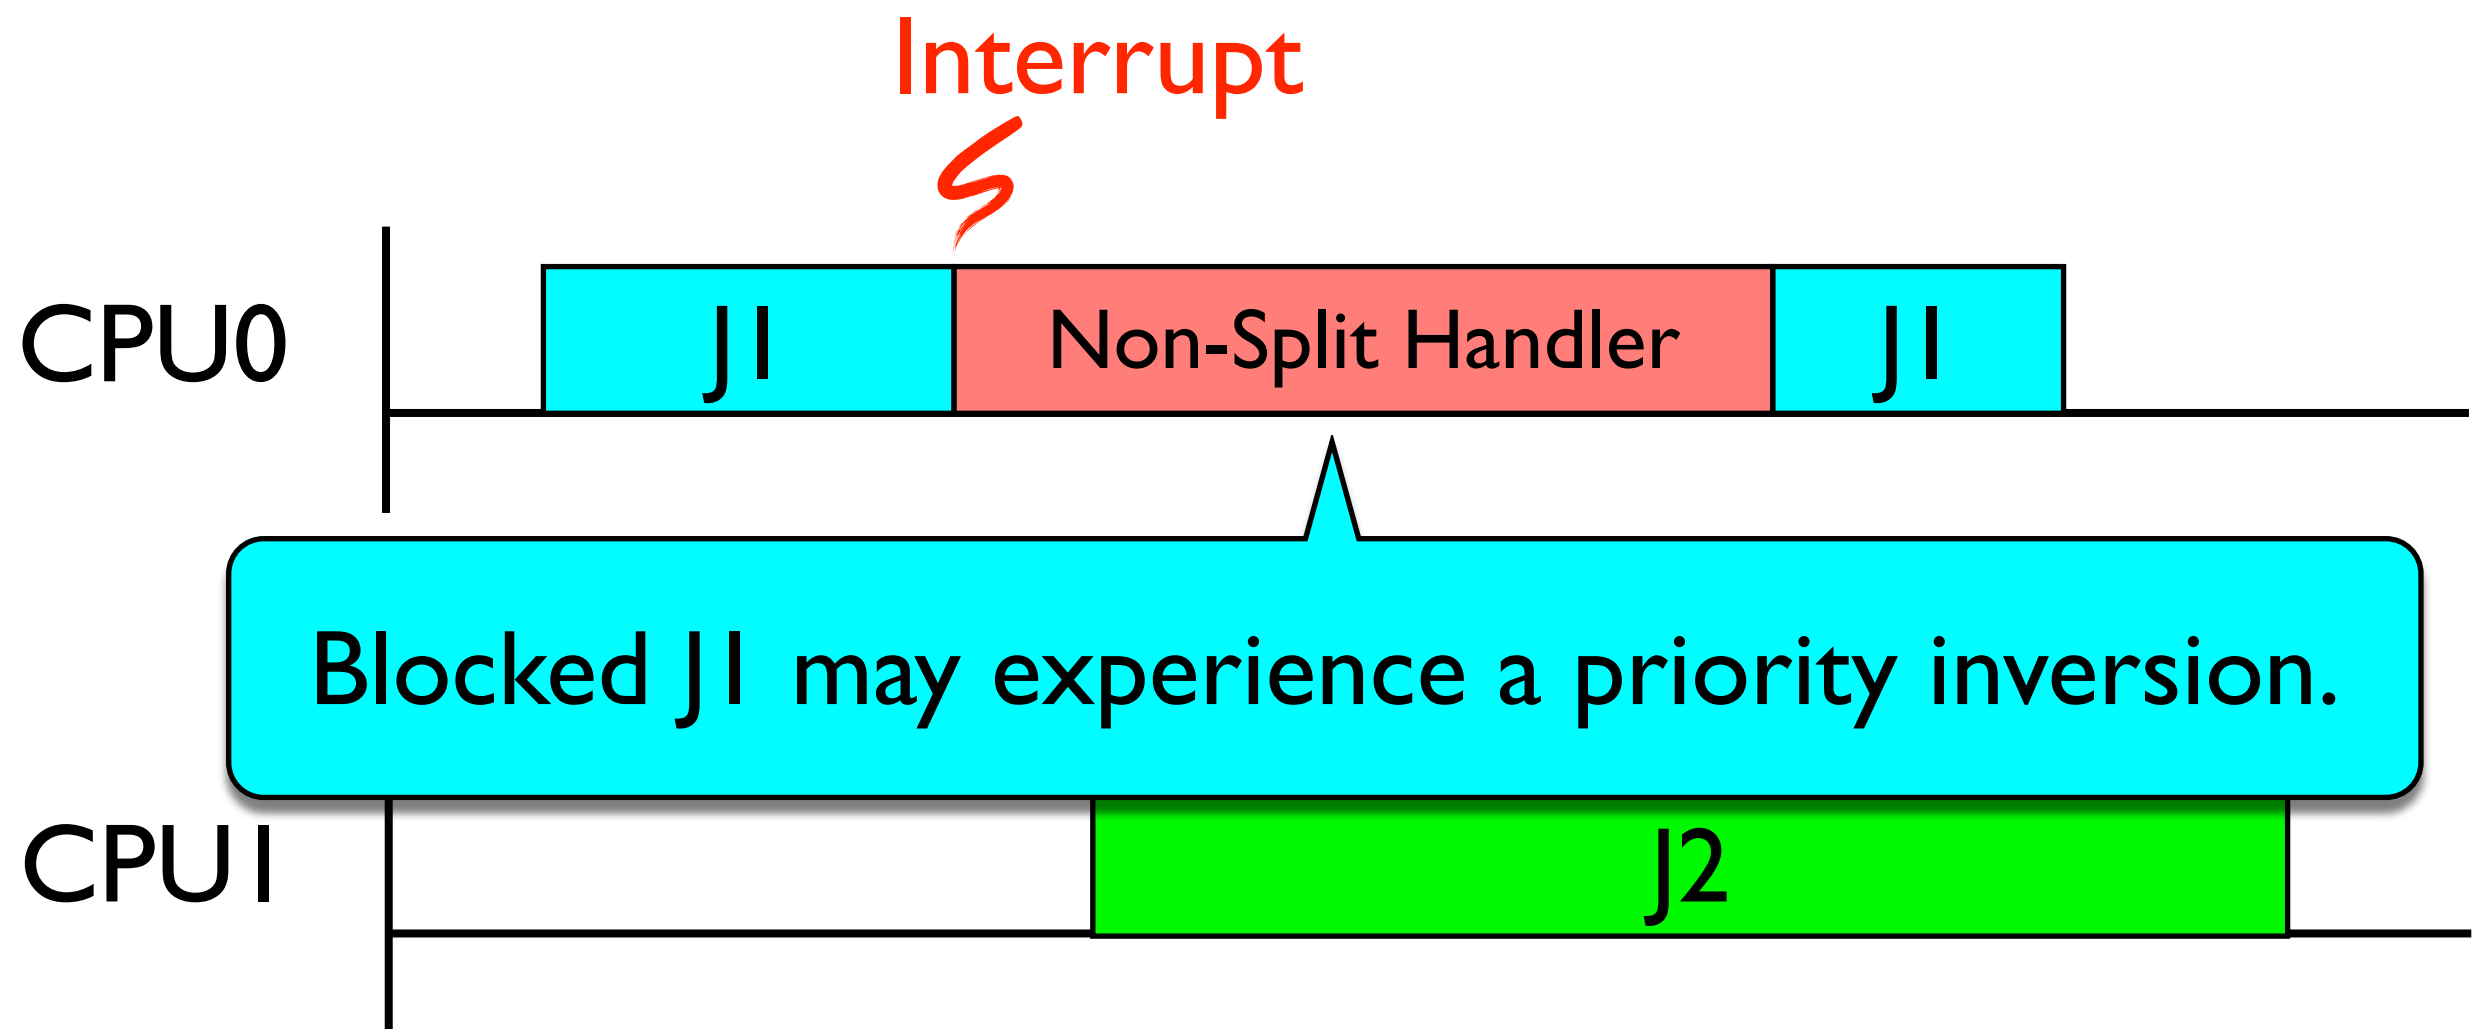 Interrupt
CPU0
J1
Non-Split Handler
J1
Blocked J1 may experience a priority inversion.
CPU1
J2